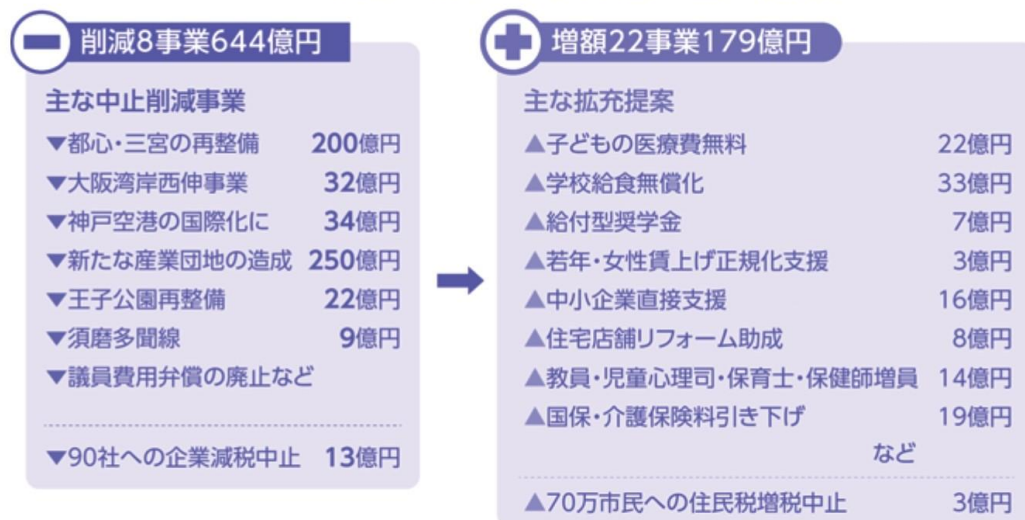 削減8事業644億円
主な中止削減事業
▼都心・三宮の再整備 200億円
▼大阪湾岸西伸事業 32億円
▼神戸空港の国際化に 34億円
▼新たな産業団地の造成 250億円
▼王子公園再整備 22億円
▼須磨多聞線 9億円
▼議員費用弁償の廃止など
▼90社への企業減税中止 13億円
増額22事業179億円
主な拡充提案
▲子どもの医療費無料 22億円
▲学校給食無償化 33億円
▲給付型奨学金 7億円
▲若年・女性賃上げ正規化支援 3億円
▲中小企業直接支援 16億円
▲住宅店舗リフォーム助成 8億円
▲教員・児童心理司・保育士・保健師増員 14億円
▲国保・介護保険料引き下げ 19億円
など
▲70万市民への住民税増税中止 3億円